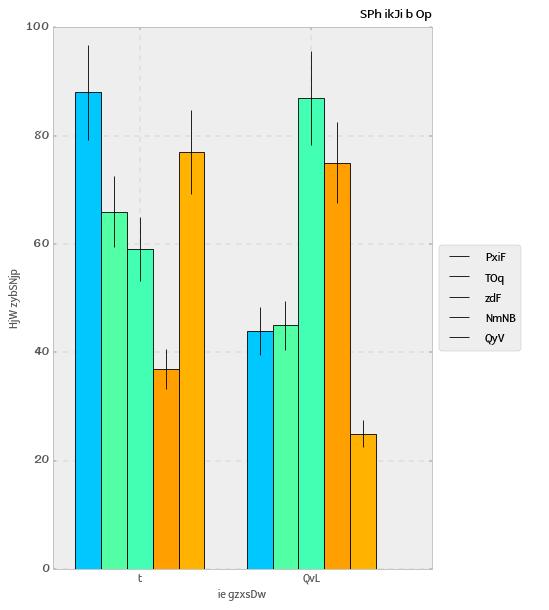 SPh ikJi b Op
100
80
60
40
20
0
HjW zybSNjp
t
QvL
ie gzxsDw
PxiF
TOq
zdF
NmNB
QyV